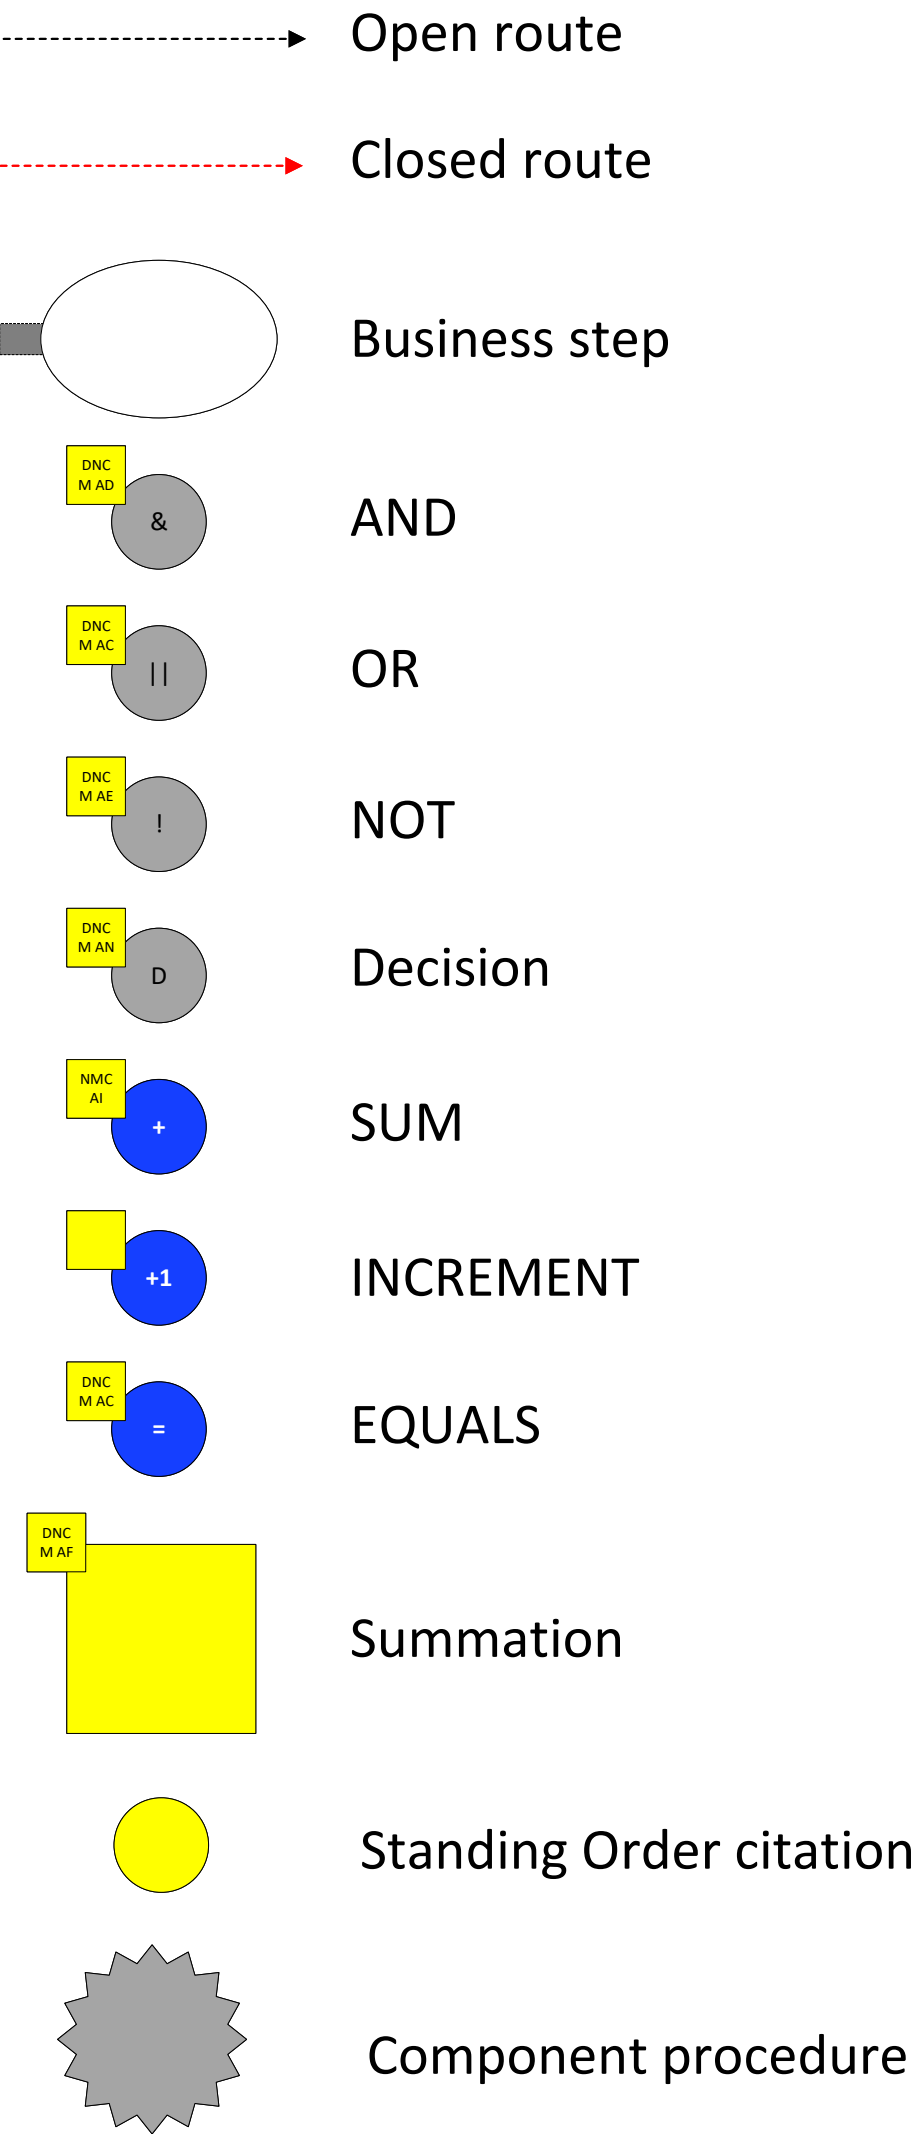 Open route
Closed route
Business step
DNC
M AD
&
AND
DNC
M AC
||
OR
DNC
M AE
!
NOT
DNC
M AN
D
Decision
NMC
AI
+
SUM
+1
INCREMENT
DNC
M AC
=
EQUALS
DNC
M AF
Summation
Standing Order citation
Component procedure